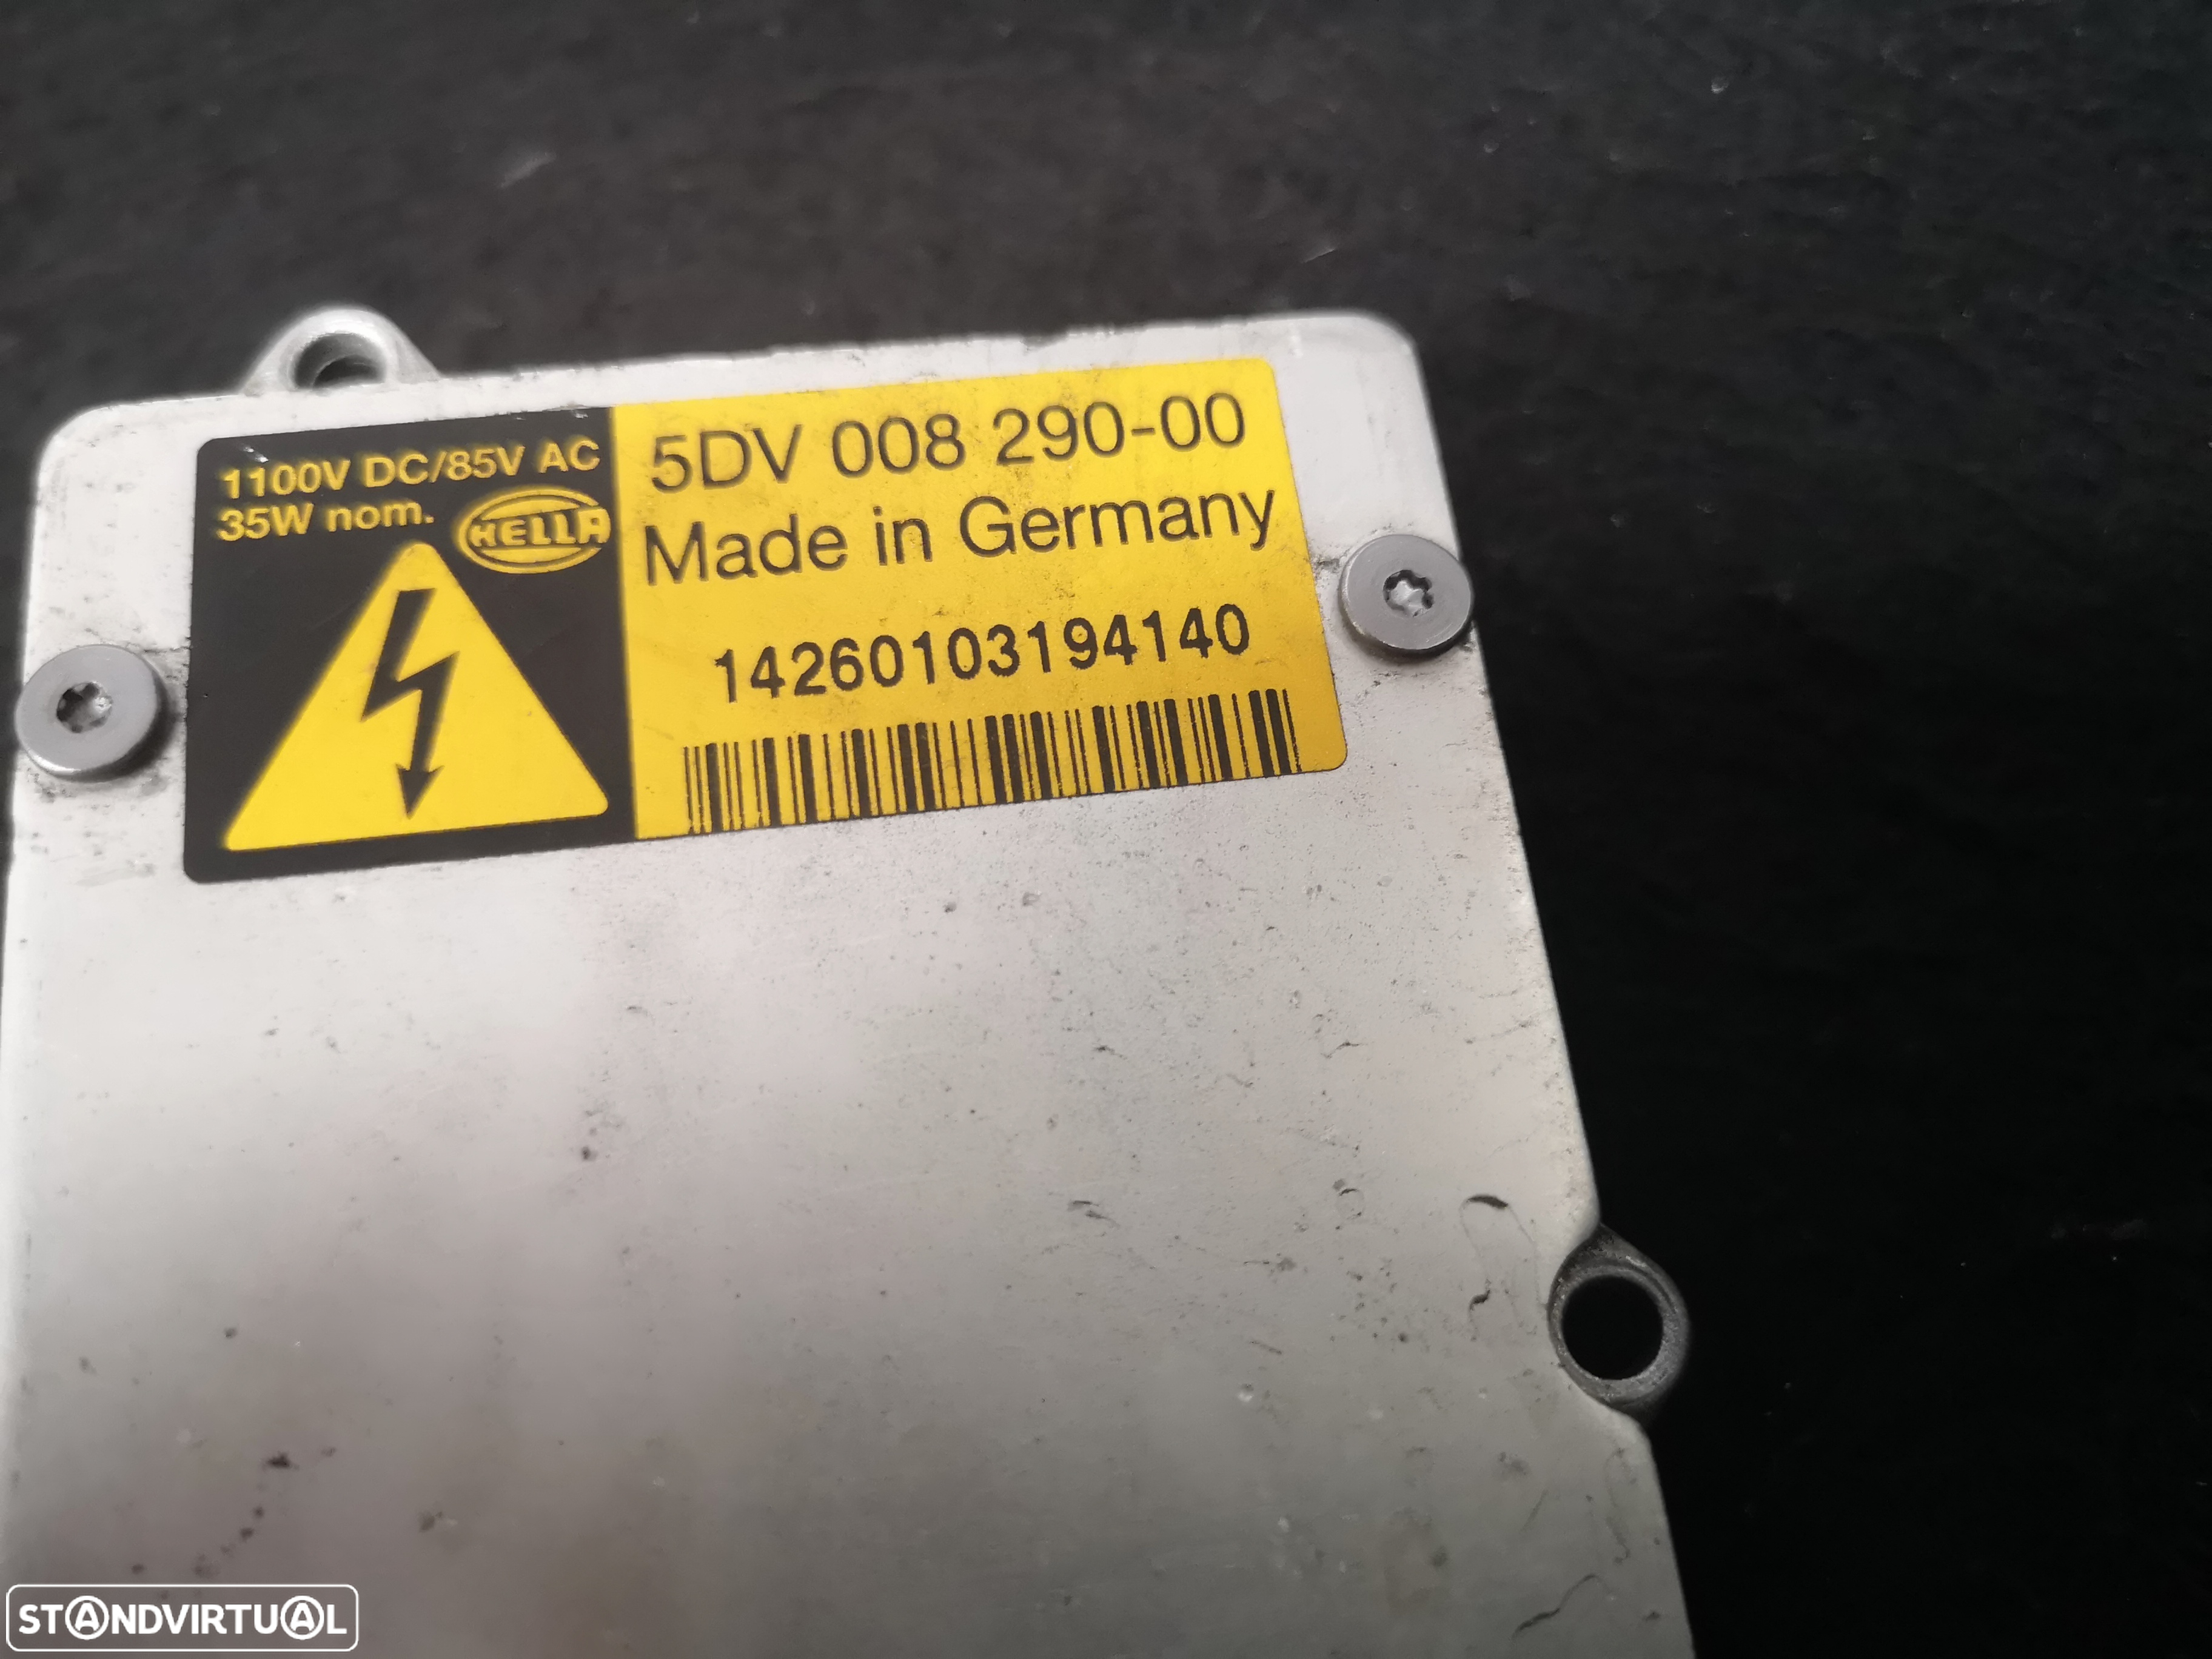 1100V DC/85V AC
35W nom.
HELLA
5DV 008 290-00
Made in Germany
14260103194140
STANDVIRTUAL